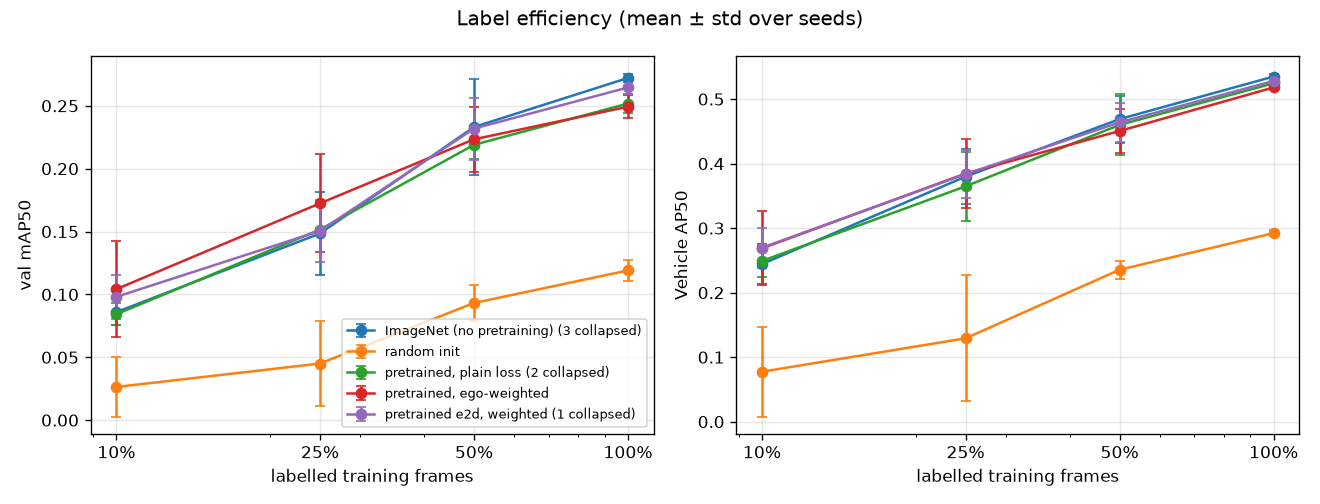 Label efficiency (mean ± std over seeds)
val mAP50
0.25
0.20
0.15
0.10
0.05
0.00
10%
25%
50%
100%
labelled training frames
ImageNet (no pretraining) (3 collapsed)
random init
pretrained, plain loss (2 collapsed)
pretrained, ego-weighted
pretrained e2d, weighted (1 collapsed)
Vehicle AP50
0.5
0.4
0.3
0.2
0.1
0.0
10%
25%
50%
100%
labelled training frames